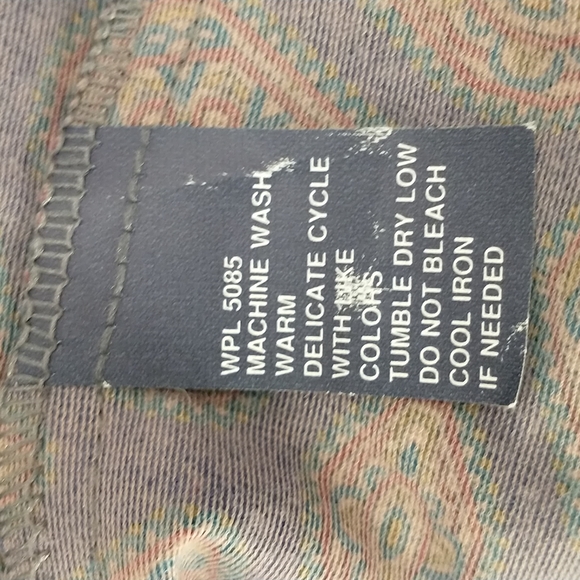 WPL 5085
MACHINE WASH
WARM
DELICATE CYCLE
WITH LIKE
COLORS
TUMBLE DRY LOW
DO NOT BLEACH
COOL IRON
IF NEEDED